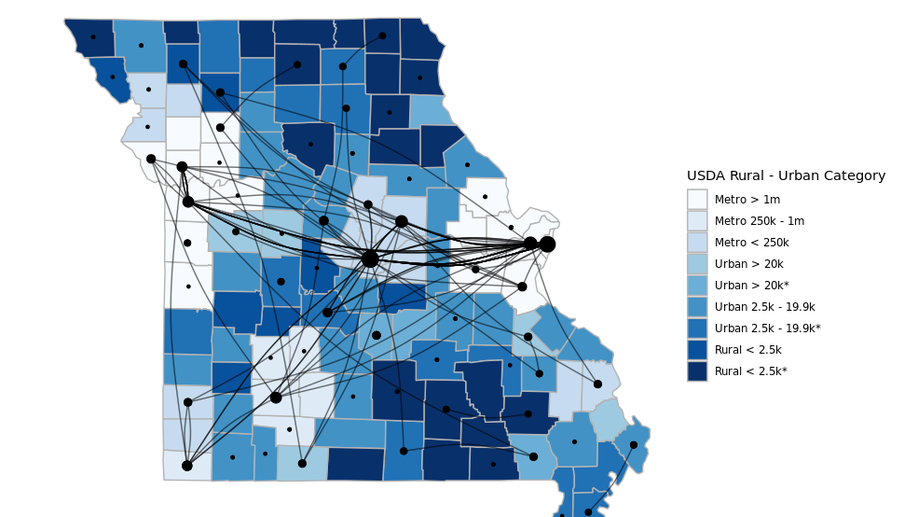 USDA Rural - Urban Category
Metro > 1m
Metro 250k - 1m
Metro < 250k
Urban > 20k
Urban > 20k*
Urban 2.5k - 19.9k
Urban 2.5k - 19.9k*
Rural < 2.5k
Rural < 2.5k*